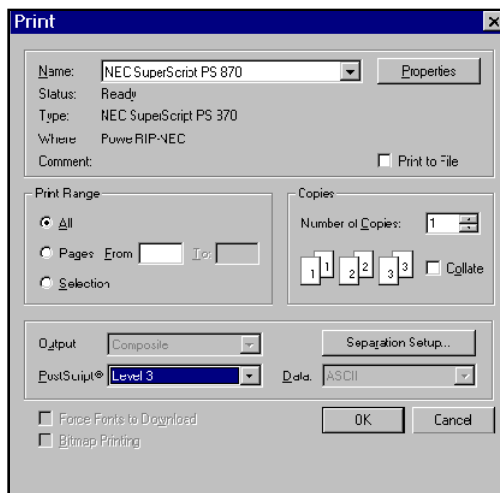 Print
Name: NEC SuperScript PS 870 Properties
Status: Ready
Type: NEC SuperScript PS 870
Where PoweRIP-NEC
Comment: Print to File
Print Range
All
Pages From To:
Selection
Copies
Number of Copies: 1
1 1 2 2 3 3 Collate
Output Composite Separation Setup...
PostScript® Level 3 Data: ASCII
Force Fonts to Download
Bitmap Printing
OK Cancel